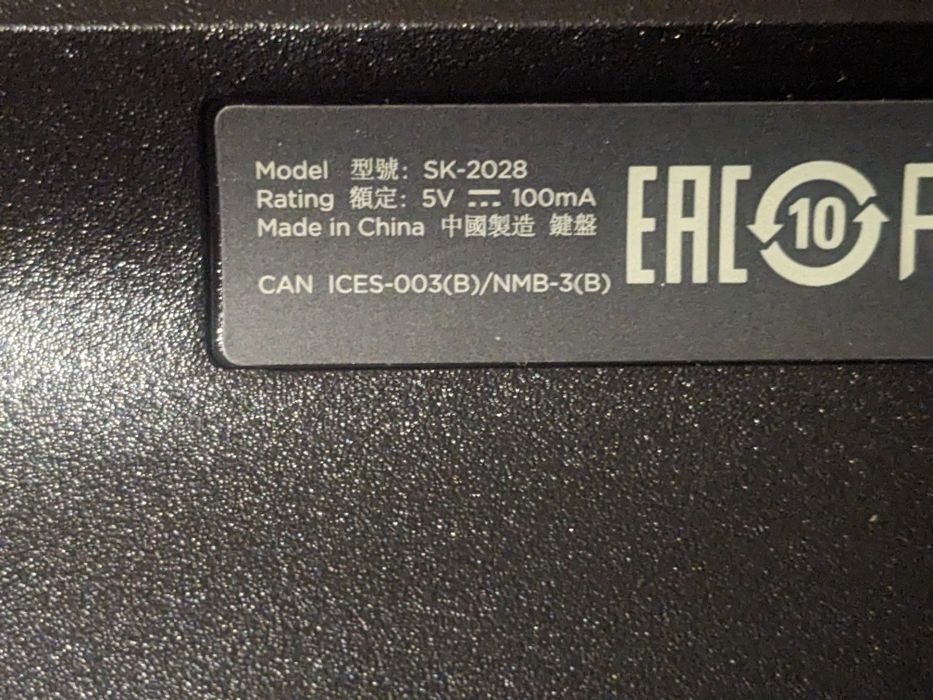 Model 型號: SK-2028
Rating 額定: 5V ⎓ 100mA
Made in China 中國製造 鍵盤
CAN ICES-003(B)/NMB-3(B)
EAC 10